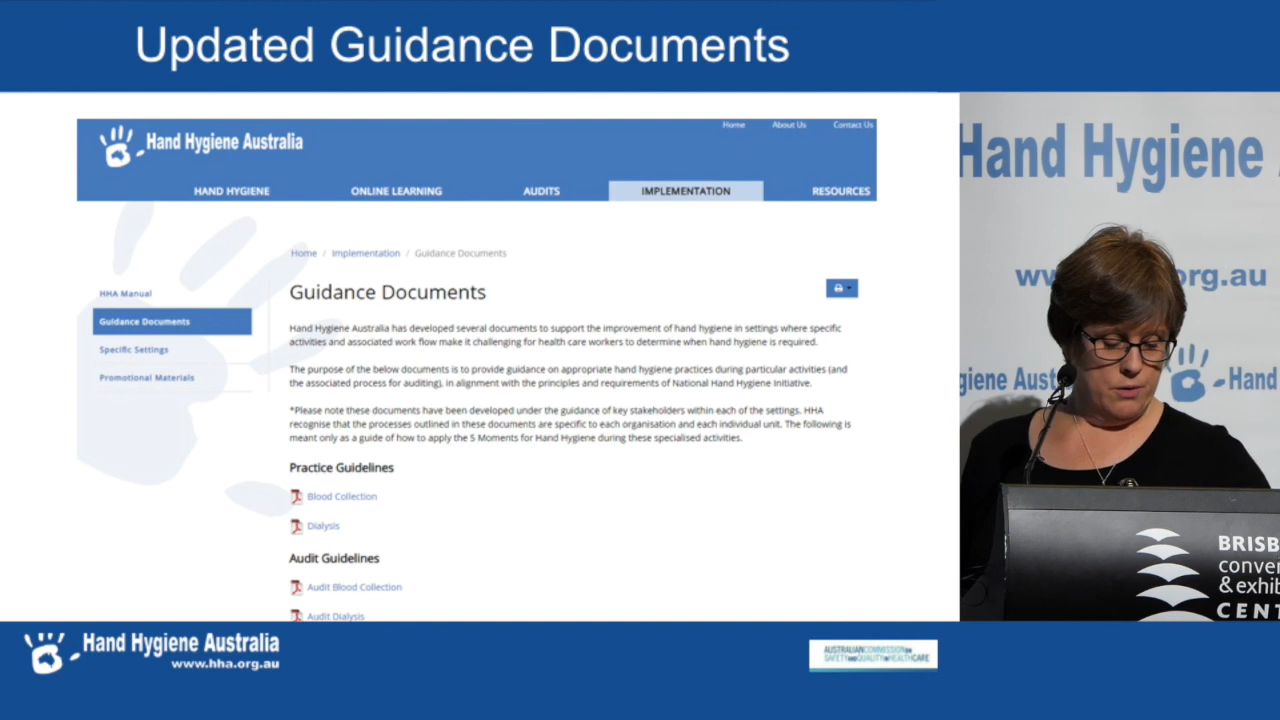 Updated Guidance Documents
Hand Hygiene Australia
Home
About Us
Contact Us
HAND HYGIENE
ONLINE LEARNING
AUDITS
IMPLEMENTATION
RESOURCES
Home / Implementation / Guidance Documents
HHA Manual
Guidance Documents
Specific Settings
Promotional Materials
Guidance Documents
Hand Hygiene Australia has developed several documents to support the improvement of hand hygiene in settings where specific
activities and associated work flow make it challenging for health care workers to determine when hand hygiene is required.
The purpose of the below documents is to provide guidance on appropriate hand hygiene practices during particular activities (and
the associated process for auditing), in alignment with the principles and requirements of National Hand Hygiene Initiative.
*Please note these documents have been developed under the guidance of key stakeholders within each of the settings. HHA
recognise that the processes outlined in these documents are specific to each organisation and each individual unit. The following is
meant only as a guide of how to apply the 5 Moments for Hand Hygiene during these specialised activities.
Practice Guidelines
Blood Collection
Dialysis
Audit Guidelines
Audit Blood Collection
Audit Dialysis
Hand Hygiene Australia
www.hha.org.au
AUSTRALIAN COMMISSION ON
SAFETY AND QUALITY IN HEALTH CARE
Hand Hygiene
org.au
giene Aust
Hand
BRISB
conve
& exhib
CENT